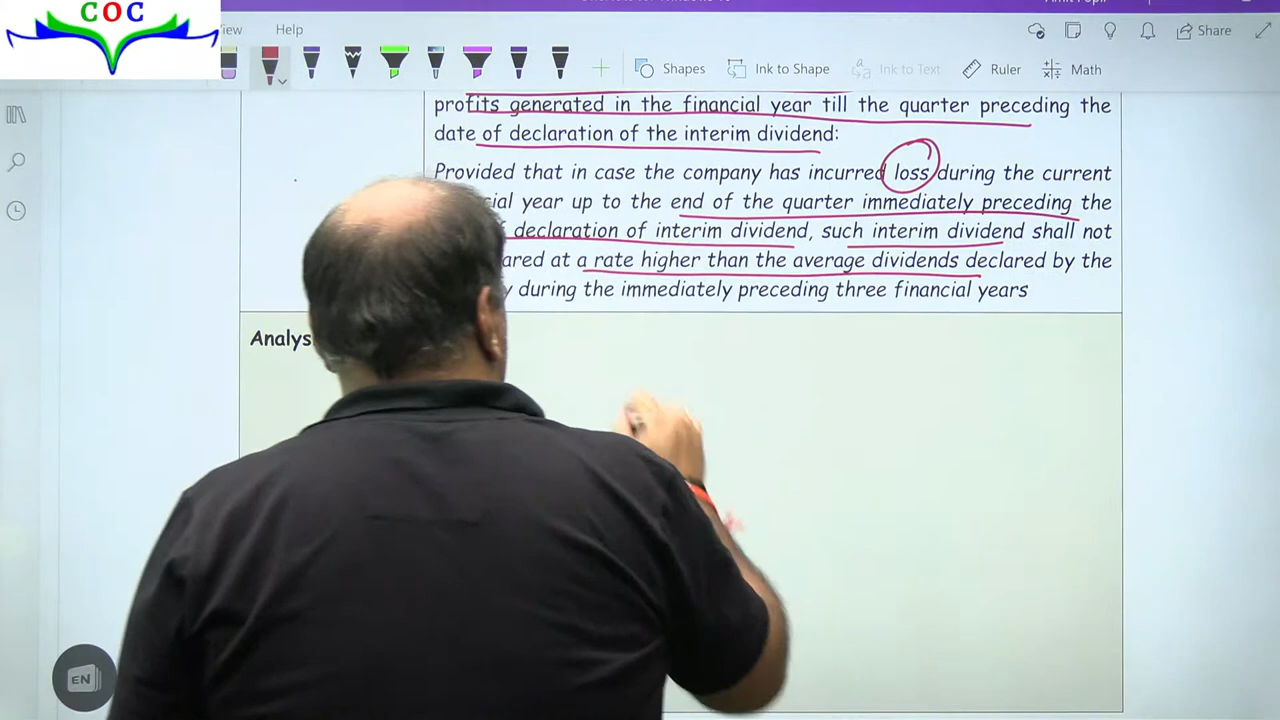 COC
View Help
Share
Shapes Ink to Shape Ink to Text Ruler Math
profits generated in the financial year till the quarter preceding the
date of declaration of the interim dividend:
Provided that in case the company has incurred loss during the current
cial year up to the end of the quarter immediately preceding the
declaration of interim dividend, such interim dividend shall not
ared at a rate higher than the average dividends declared by the
y during the immediately preceding three financial years
Analys
EN